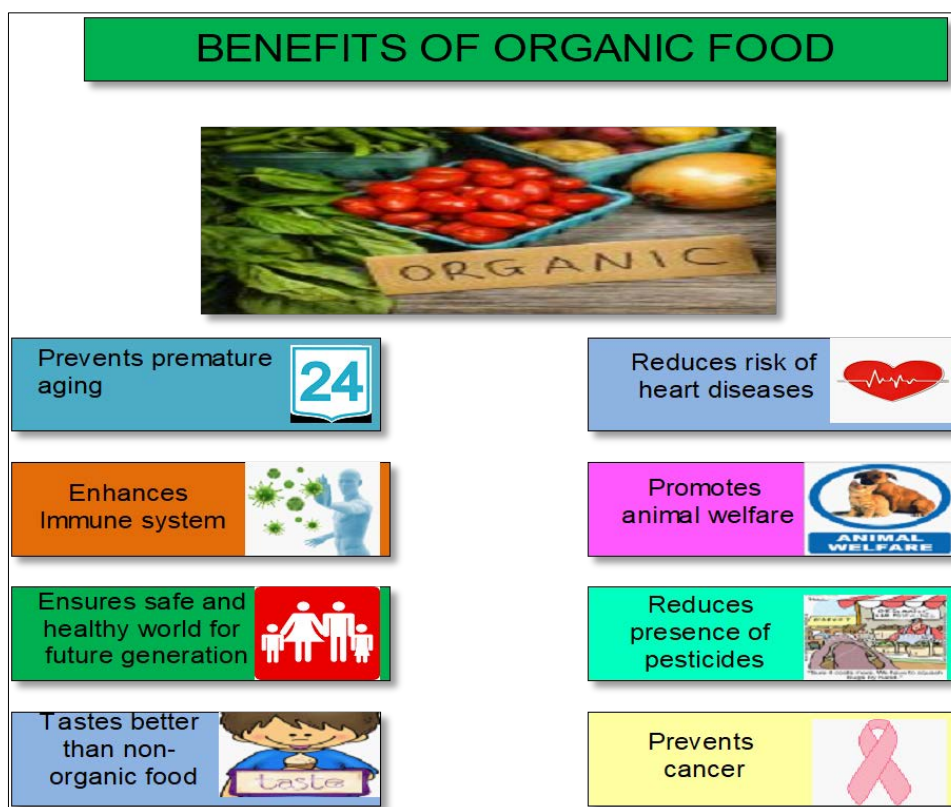 BENEFITS OF ORGANIC FOOD
ORGANIC
Prevents premature
aging
24
Reduces risk of
heart diseases
Enhances
Immune system
Promotes
animal welfare
ANIMAL
WELFARE
Ensures safe and
healthy world for
future generation
Reduces
presence of
pesticides
Tastes better
than non-
organic food
taste
Prevents
cancer